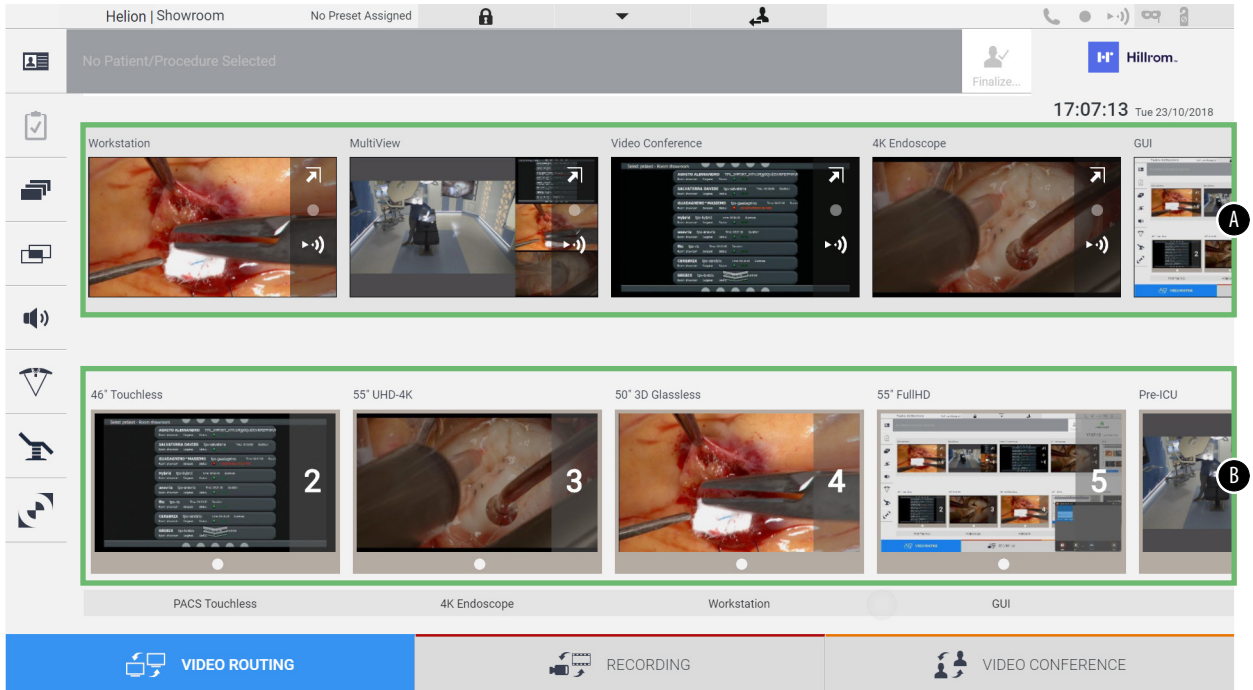 Helion | Showroom No Preset Assigned
No Patient/Procedure Selected
Finalize...
Hillrom™
17:07:13 Tue 23/10/2018
Workstation MultiView Video Conference 4K Endoscope GUI
A
46" Touchless 55" UHD-4K 50" 3D Glassless 55" FullHD Pre-ICU
2 3 4 5
B
PACS Touchless 4K Endoscope Workstation GUI
VIDEO ROUTING RECORDING VIDEO CONFERENCE